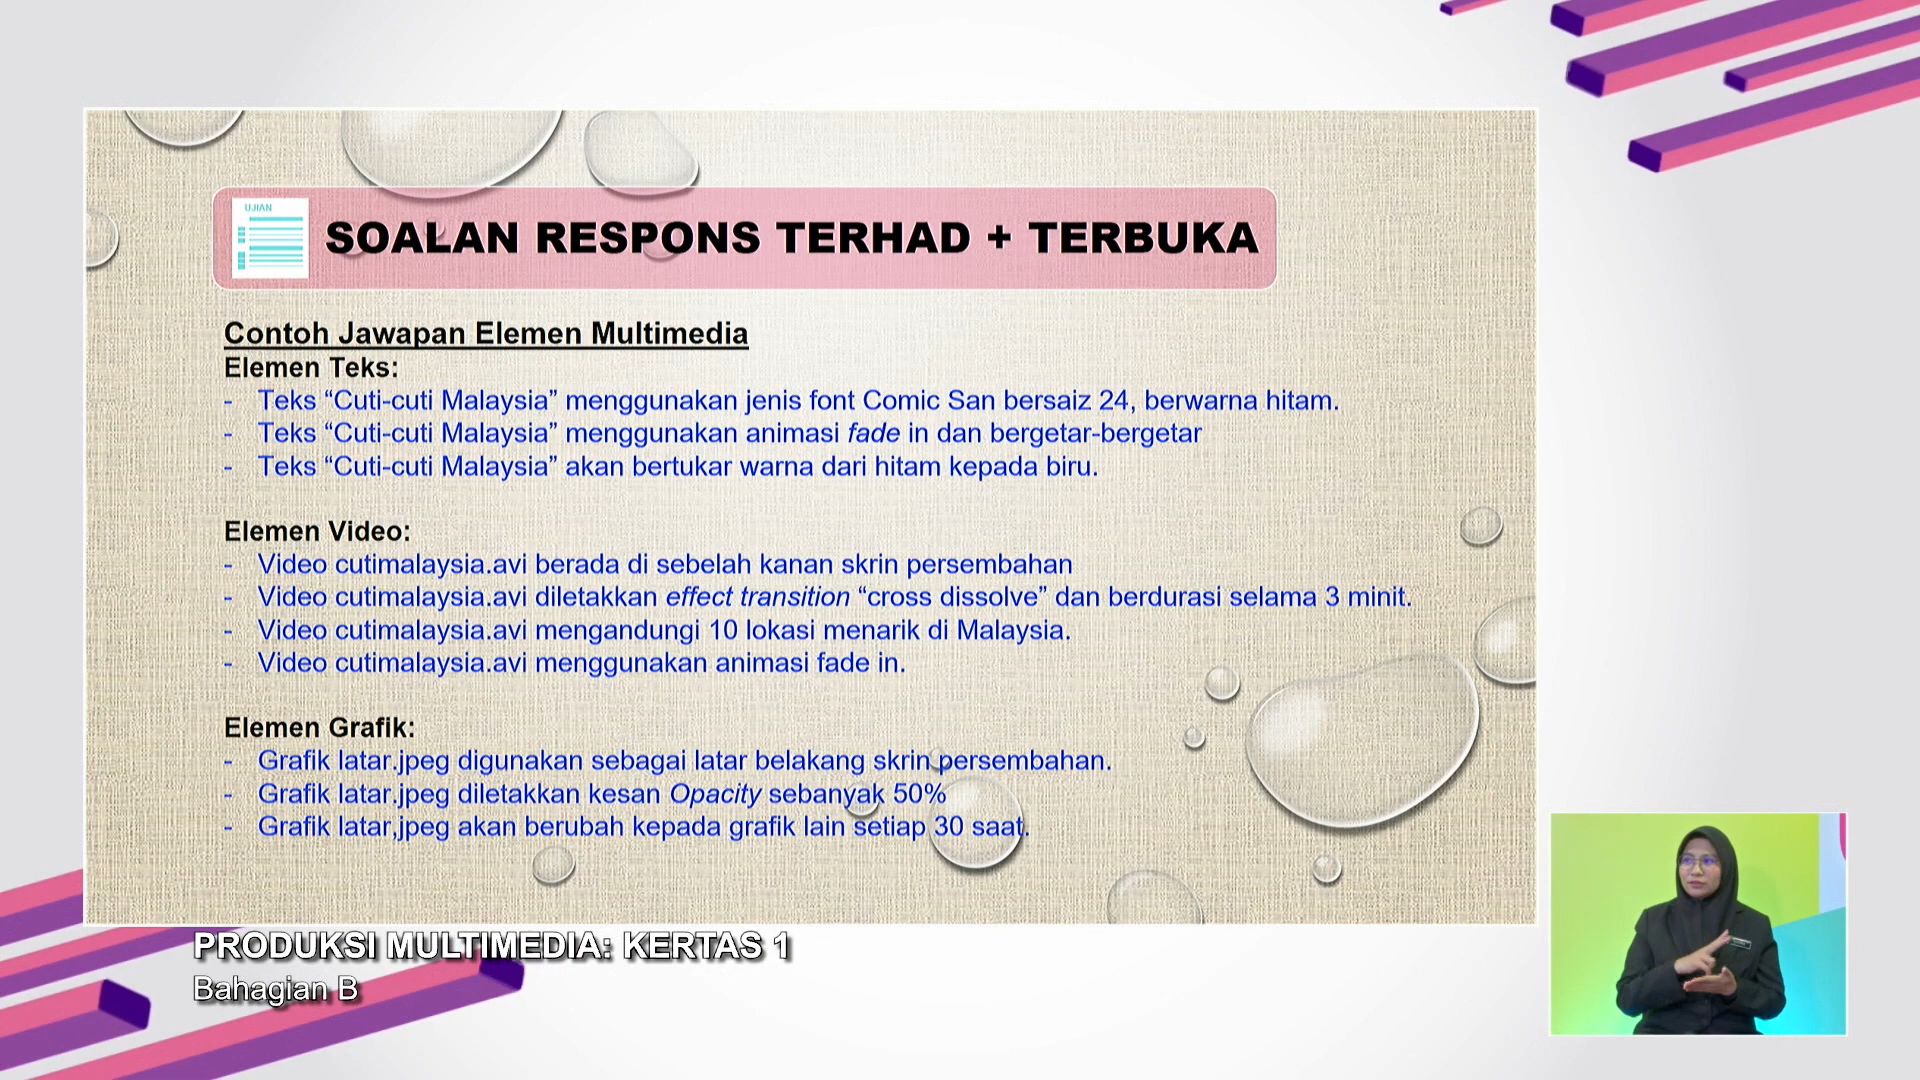 UJIAN
SOALAN RESPONS TERHAD + TERBUKA
Contoh Jawapan Elemen Multimedia
Elemen Teks:
- Teks “Cuti-cuti Malaysia” menggunakan jenis font Comic San bersaiz 24, berwarna hitam.
- Teks “Cuti-cuti Malaysia” menggunakan animasi fade in dan bergetar-bergetar
- Teks “Cuti-cuti Malaysia” akan bertukar warna dari hitam kepada biru.
Elemen Video:
- Video cutimalaysia.avi berada di sebelah kanan skrin persembahan
- Video cutimalaysia.avi diletakkan effect transition “cross dissolve” dan berdurasi selama 3 minit.
- Video cutimalaysia.avi mengandungi 10 lokasi menarik di Malaysia.
- Video cutimalaysia.avi menggunakan animasi fade in.
Elemen Grafik:
- Grafik latar.jpeg digunakan sebagai latar belakang skrin persembahan.
- Grafik latar.jpeg diletakkan kesan Opacity sebanyak 50%
- Grafik latar,jpeg akan berubah kepada grafik lain setiap 30 saat.
PRODUKSI MULTIMEDIA: KERTAS 1
Bahagian B